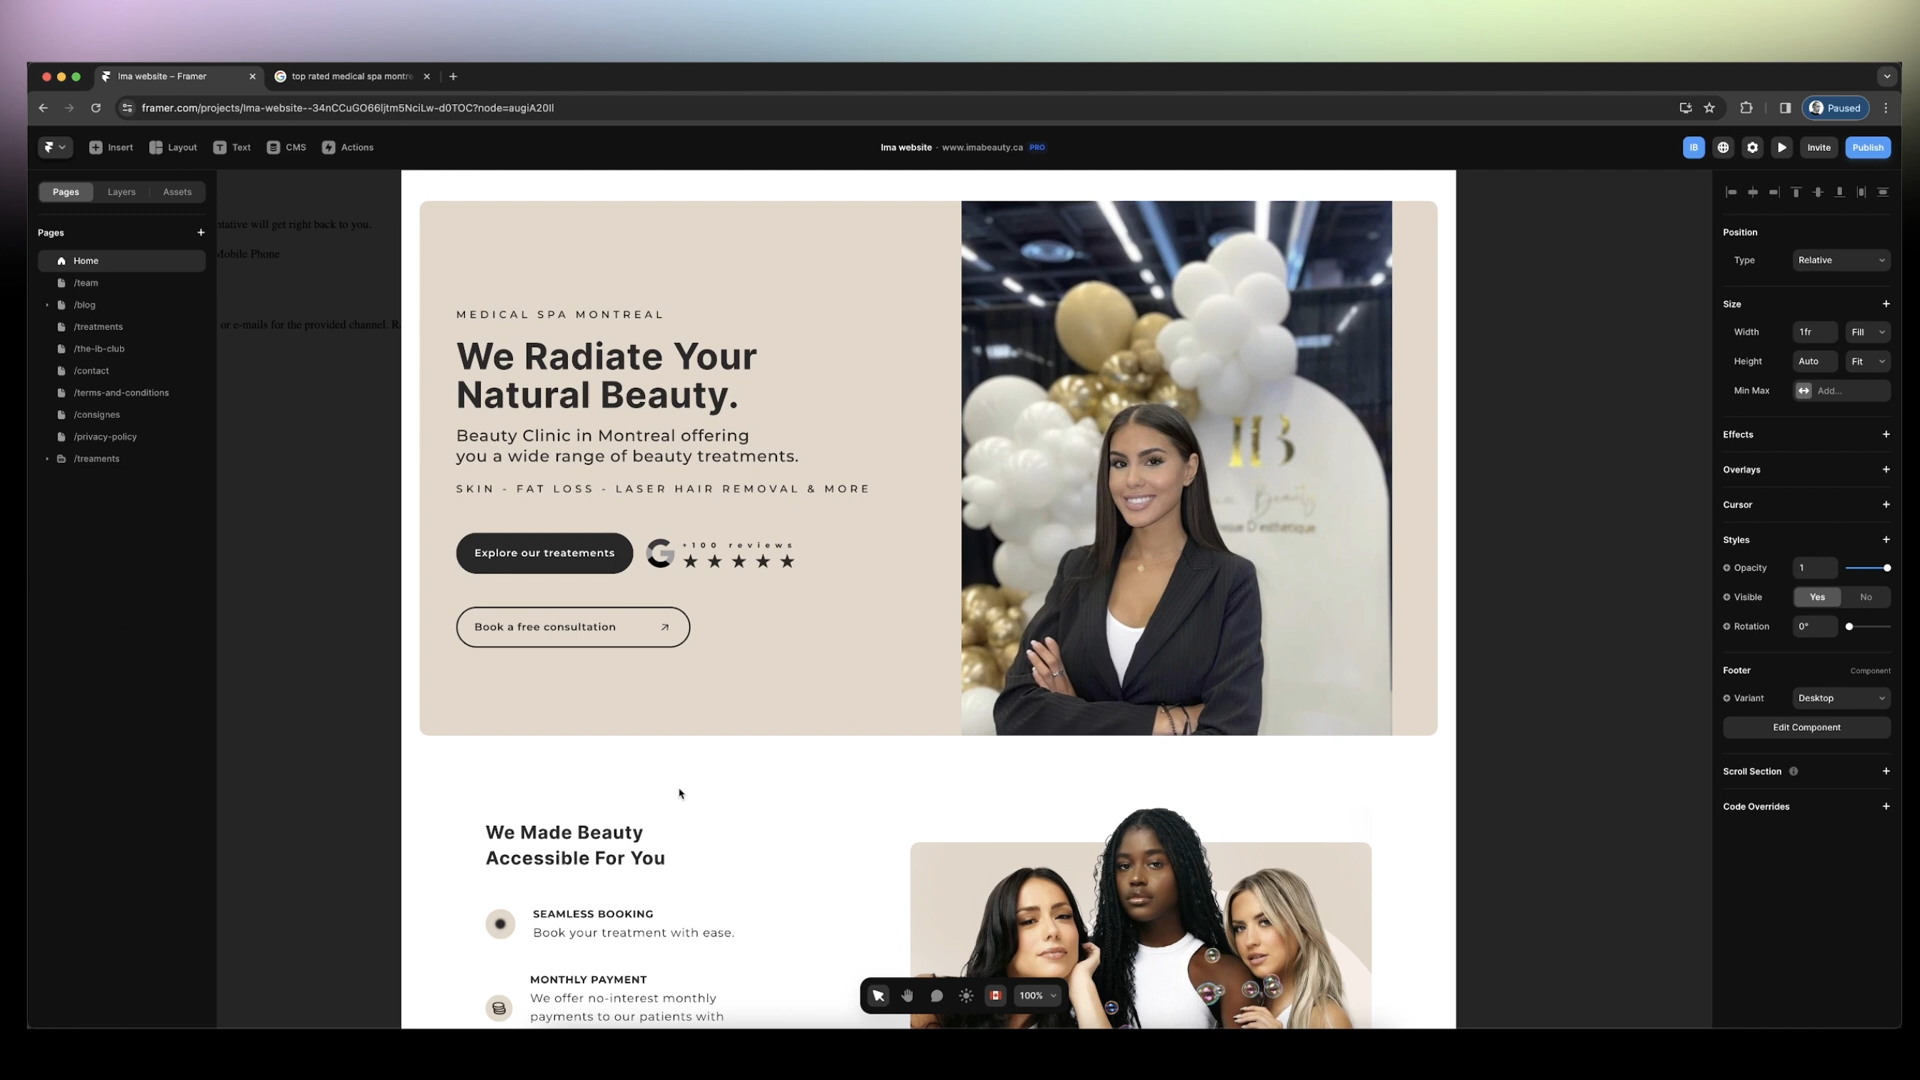 Ima website – Framer
top rated medical spa montre
framer.com/projects/Ima-website--34nCCuGO66Ijtm5NciLw-d0TOC?node=augiA20Il
Paused
Insert
Layout
Text
CMS
Actions
Ima website · www.imabeauty.ca PRO
IB
Invite
Publish
Pages
Layers
Assets
Pages
Home
/team
/blog
/treatments
/the-ib-club
/contact
/terms-and-conditions
/consignes
/privacy-policy
/treaments
ntative will get right back to you.
Mobile Phone
or e-mails for the provided channel. R
MEDICAL SPA MONTREAL
We Radiate Your
Natural Beauty.
Beauty Clinic in Montreal offering
you a wide range of beauty treatments.
SKIN - FAT LOSS - LASER HAIR REMOVAL & MORE
Explore our treatements
+100 reviews
Book a free consultation
IB
Beauty
que D'esthétique
We Made Beauty
Accessible For You
SEAMLESS BOOKING
Book your treatment with ease.
MONTHLY PAYMENT
We offer no-interest monthly
payments to our patients with
100%
Position
Type
Relative
Size
Width
1fr
Fill
Height
Auto
Fit
Min Max
Add...
Effects
Overlays
Cursor
Styles
Opacity
1
Visible
Yes
No
Rotation
0°
Footer
Component
Variant
Desktop
Edit Component
Scroll Section
Code Overrides